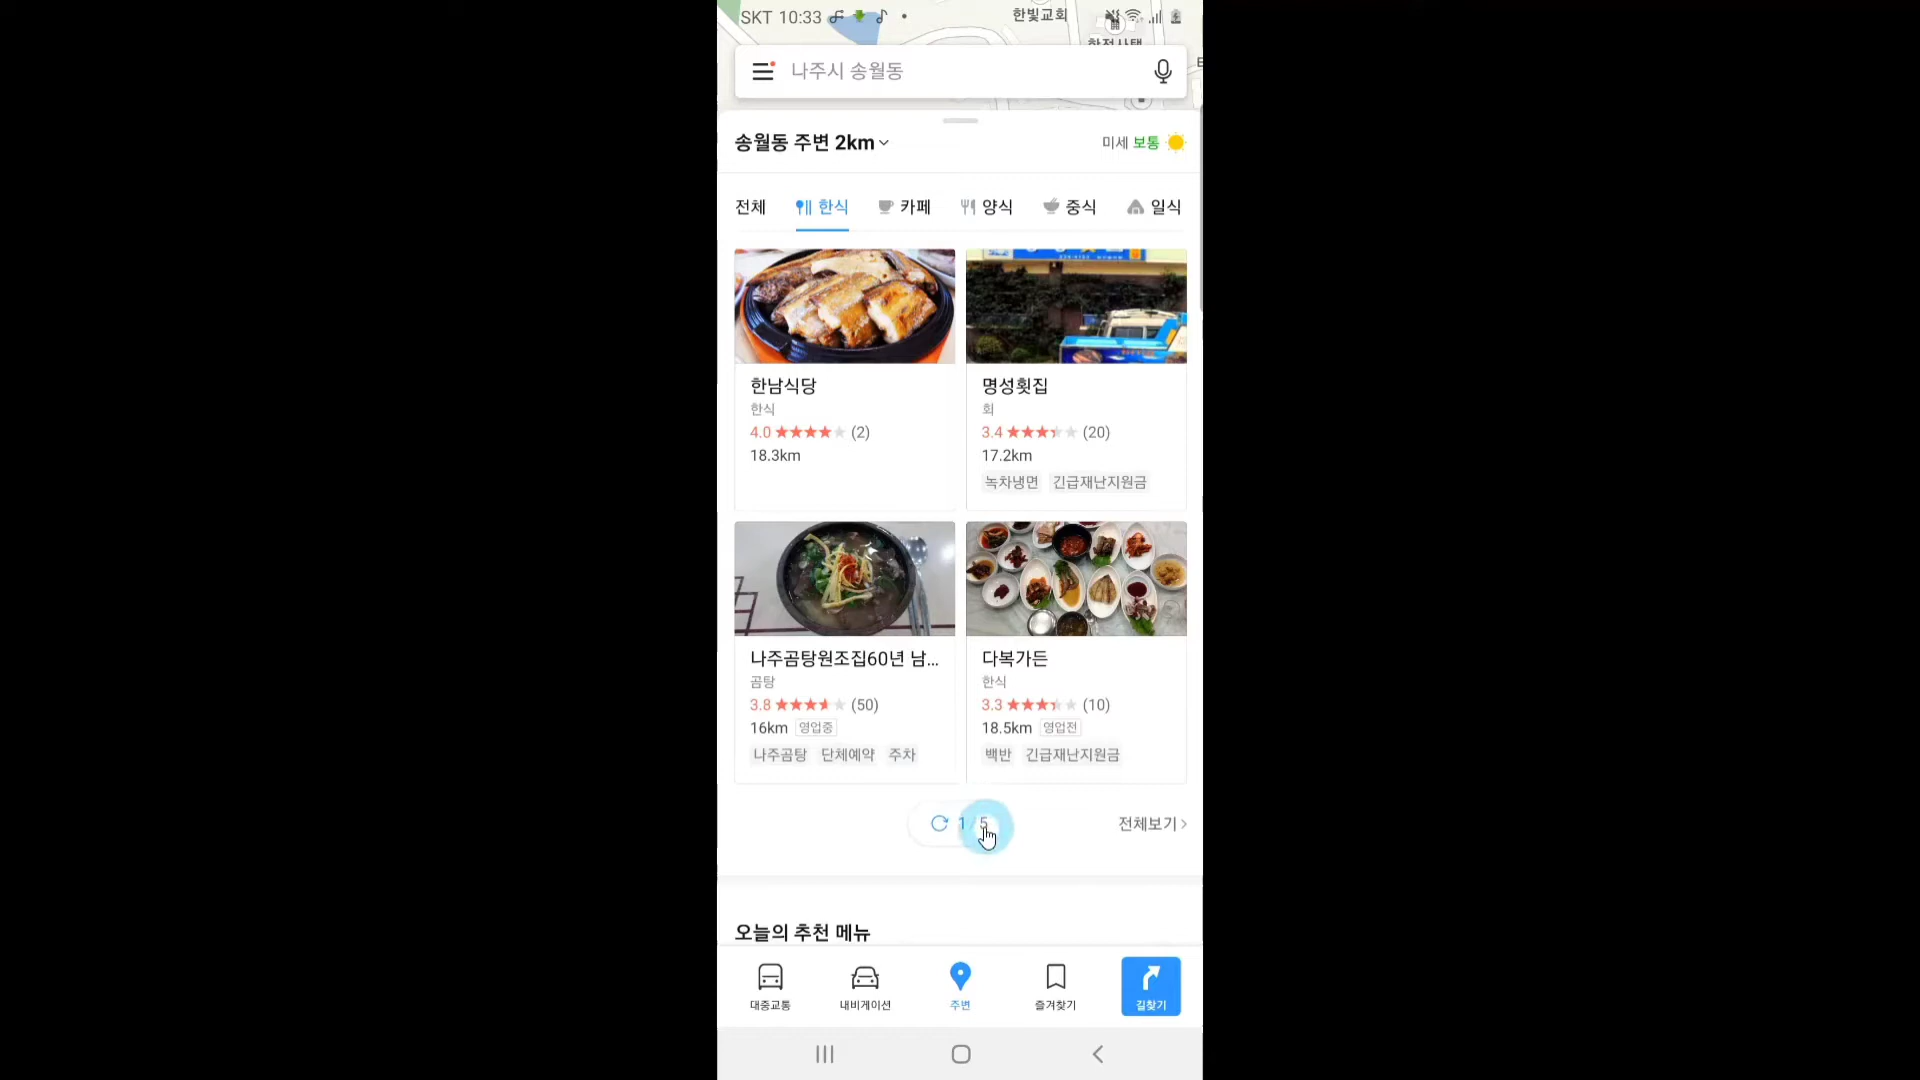 SKT 10:33
한빛교회
나주시 송월동
송월동 주변 2km
미세 보통
전체 한식 카페 양식 중식 일식
한남식당
한식
4.0 (2)
18.3km
명성횟집
회
3.4 (20)
17.2km
녹차냉면 긴급재난지원금
나주곰탕원조집60년 남...
곰탕
3.8 (50)
16km 영업중
나주곰탕 단체예약 주차
다복가든
한식
3.3 (10)
18.5km 영업전
백반 긴급재난지원금
1 / 5
전체보기
오늘의 추천 메뉴
대중교통 내비게이션 주변 즐겨찾기 길찾기